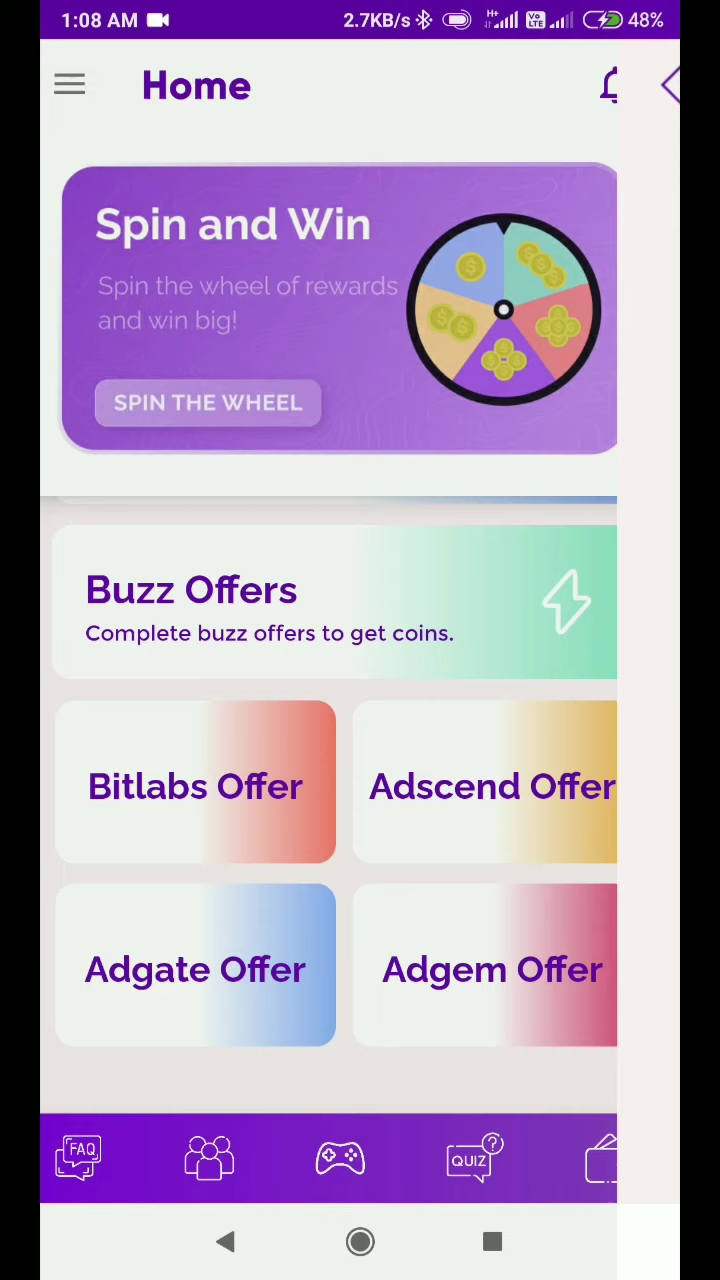 1:08 AM 2.7KB/s H+ Vo LTE 48%
Home
Spin and Win
Spin the wheel of rewards
and win big!
SPIN THE WHEEL
Buzz Offers
Complete buzz offers to get coins.
Bitlabs Offer Adscend Offer
Adgate Offer Adgem Offer
FAQ QUIZ ?